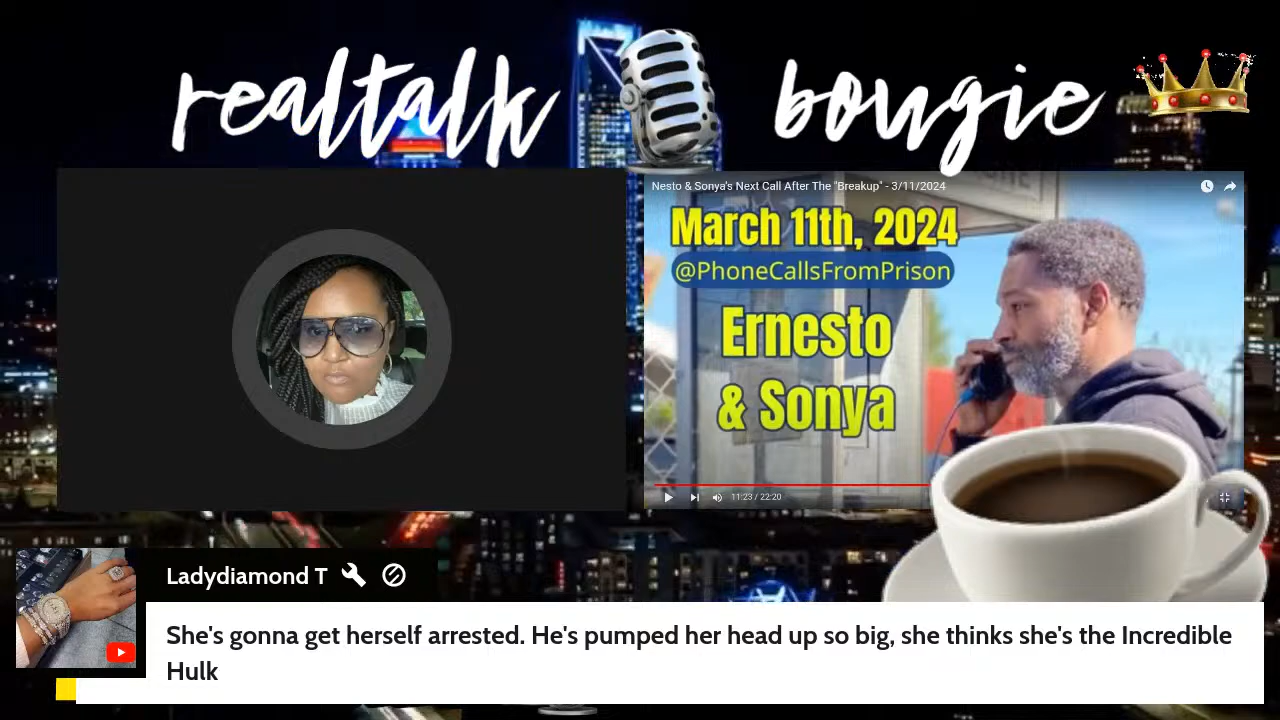 realtalk bougie
Nesto & Sonya's Next Call After The "Breakup" - 3/11/2024
March 11th, 2024
@PhoneCallsFromPrison
Ernesto
& Sonya
11:23 / 22:20
Ladydiamond T
She's gonna get herself arrested. He's pumped her head up so big, she thinks she's the Incredible
Hulk